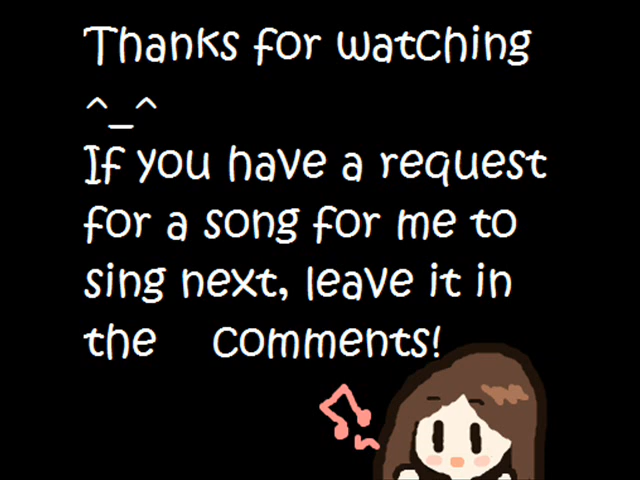 Thanks for watching
^_^
If you have a request
for a song for me to
sing next, leave it in
the comments!